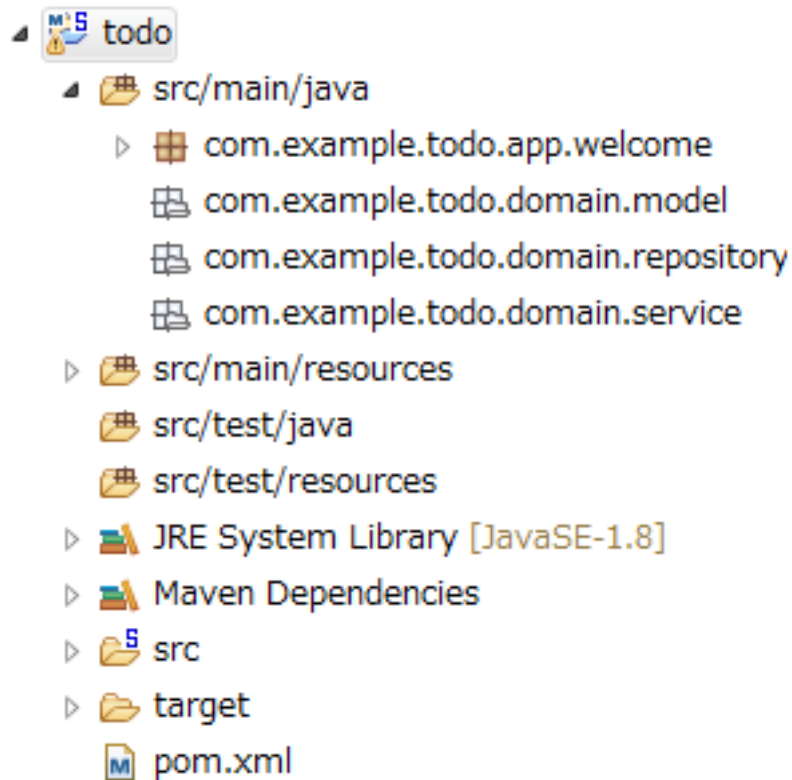 todo
src/main/java
com.example.todo.app.welcome
com.example.todo.domain.model
com.example.todo.domain.repository
com.example.todo.domain.service
src/main/resources
src/test/java
src/test/resources
JRE System Library [JavaSE-1.8]
Maven Dependencies
src
target
pom.xml